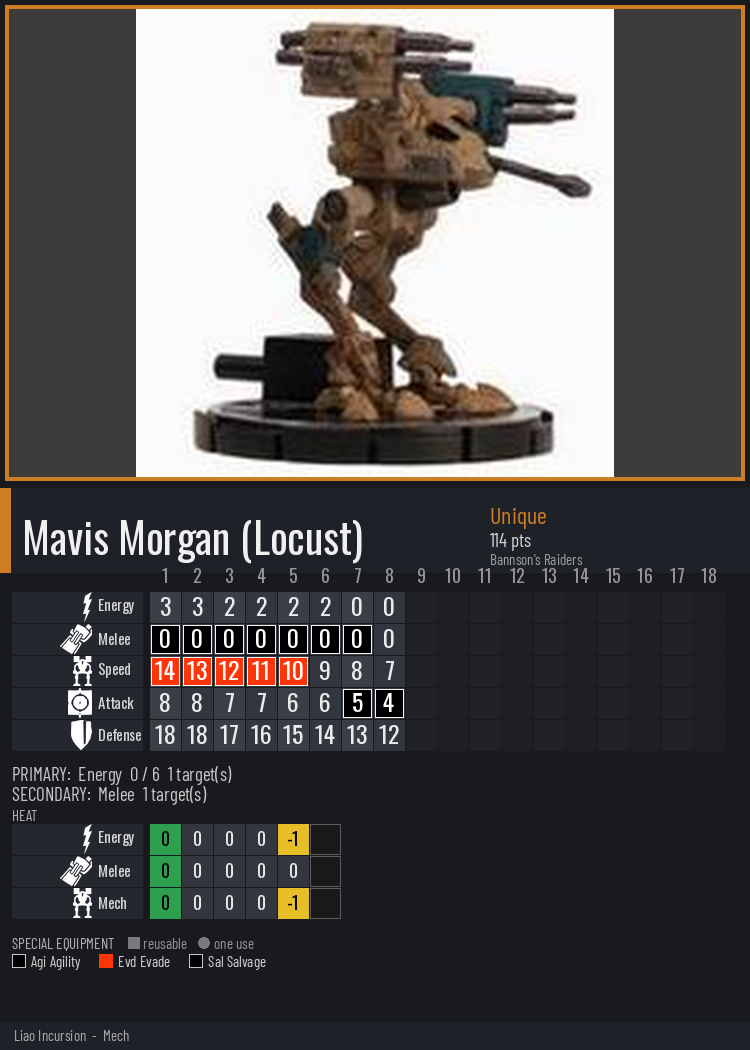 Mavis Morgan (Locust)
Unique
114 pts
Bannson's Raiders
1 2 3 4 5 6 7 8 9 10 11 12 13 14 15 16 17 18
Energy 3 3 2 2 2 2 0 0
Melee 0 0 0 0 0 0 0 0
Speed 14 13 12 11 10 9 8 7
Attack 8 8 7 7 6 6 5 4
Defense 18 18 17 16 15 14 13 12
PRIMARY: Energy 0 / 6 1 target(s)
SECONDARY: Melee 1 target(s)
HEAT
Energy 0 0 0 0 -1
Melee 0 0 0 0 0
Mech 0 0 0 0 -1
SPECIAL EQUIPMENT reusable one use
Agi Agility Evd Evade Sal Salvage
Liao Incursion - Mech